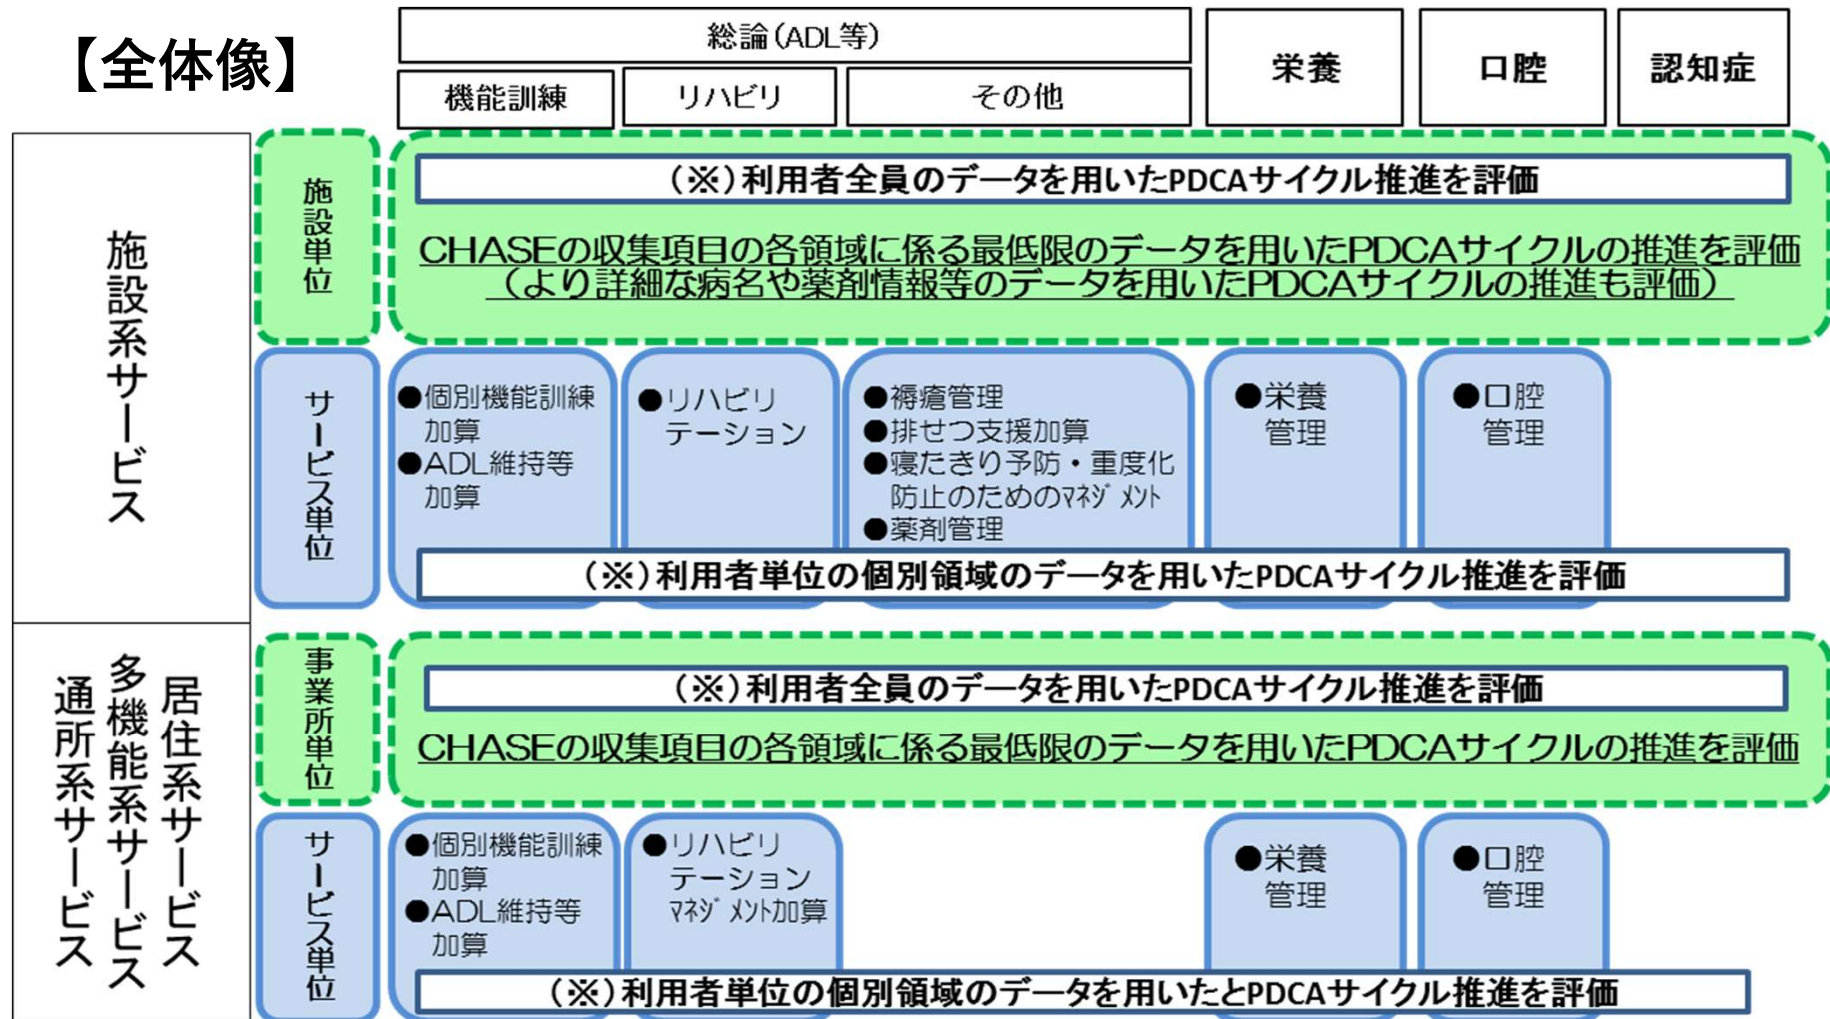 【全体像】
総論(ADL等)
機能訓練
リハビリ
その他
栄養
口腔
認知症
施設系サービス
施設単位
(※)利用者全員のデータを用いたPDCAサイクル推進を評価
CHASEの収集項目の各領域に係る最低限のデータを用いたPDCAサイクルの推進を評価
(より詳細な病名や薬剤情報等のデータを用いたPDCAサイクルの推進も評価)
サービス単位
●個別機能訓練
加算
●ADL維持等
加算
●リハビリ
テーション
●褥瘡管理
●排せつ支援加算
●寝たきり予防・重度化
防止のためのﾏﾈｼﾞﾒﾝﾄ
●薬剤管理
●栄養
管理
●口腔
管理
(※)利用者単位の個別領域のデータを用いたPDCAサイクル推進を評価
居住系サービス
多機能系サービス
通所系サービス
事業所単位
(※)利用者全員のデータを用いたPDCAサイクル推進を評価
CHASEの収集項目の各領域に係る最低限のデータを用いたPDCAサイクルの推進を評価
サービス単位
●個別機能訓練
加算
●ADL維持等
加算
●リハビリ
テーション
ﾏﾈｼﾞﾒﾝﾄ加算
●栄養
管理
●口腔
管理
(※)利用者単位の個別領域のデータを用いたとPDCAサイクル推進を評価